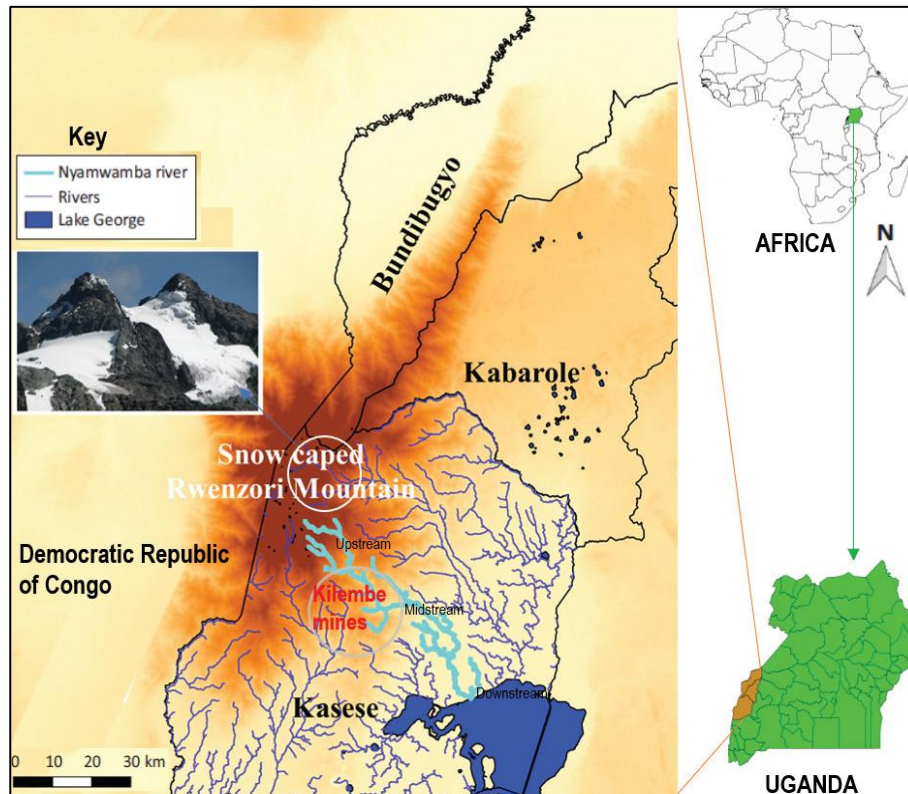 Key
Nyamwamba river
Rivers
Lake George
Bundibugyo
Kabarole
Snow caped
Rwenzori Mountain
Democratic Republic
of Congo
Upstream
Kilembe
mines
Midstream
Downstream
Kasese
0 10 20 30 km
AFRICA
N
UGANDA